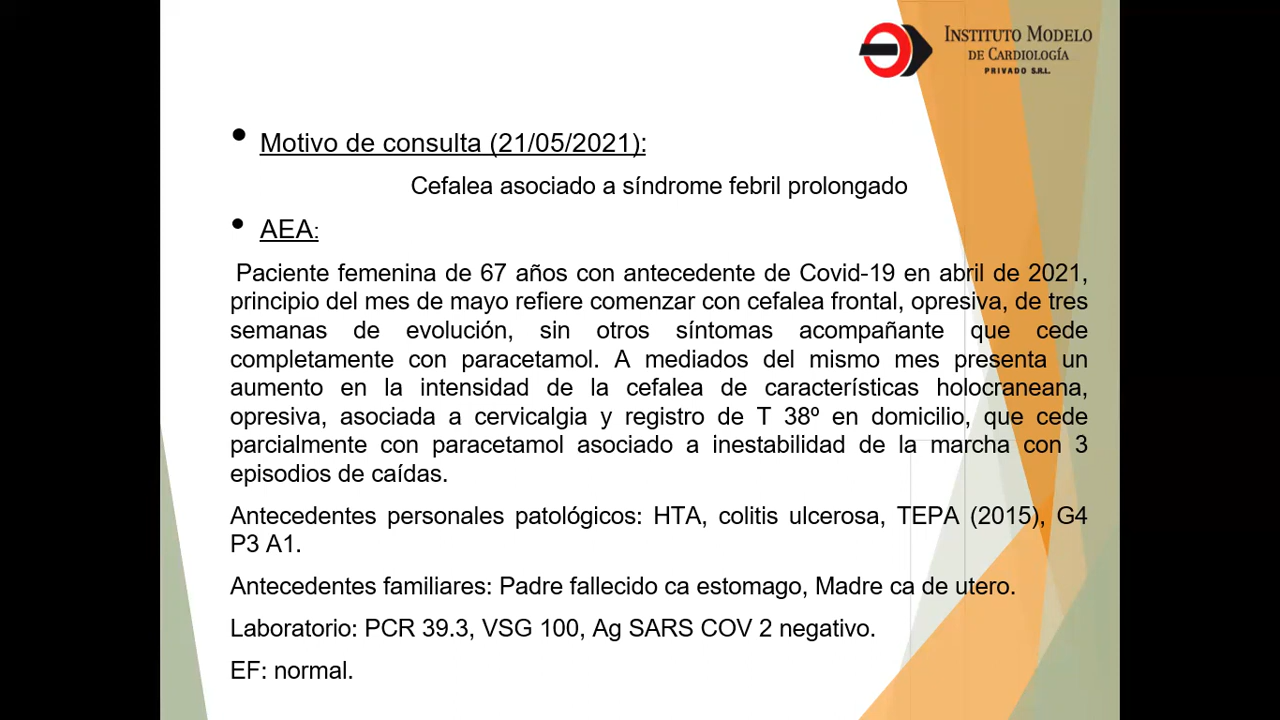 INSTITUTO MODELO
DE CARDIOLOGÍA
PRIVADO S.R.L.
• Motivo de consulta (21/05/2021):
Cefalea asociado a síndrome febril prolongado
• AEA:
Paciente femenina de 67 años con antecedente de Covid-19 en abril de 2021,
principio del mes de mayo refiere comenzar con cefalea frontal, opresiva, de tres
semanas de evolución, sin otros síntomas acompañante que cede
completamente con paracetamol. A mediados del mismo mes presenta un
aumento en la intensidad de la cefalea de características holocraneana,
opresiva, asociada a cervicalgia y registro de T 38º en domicilio, que cede
parcialmente con paracetamol asociado a inestabilidad de la marcha con 3
episodios de caídas.
Antecedentes personales patológicos: HTA, colitis ulcerosa, TEPA (2015), G4
P3 A1.
Antecedentes familiares: Padre fallecido ca estomago, Madre ca de utero.
Laboratorio: PCR 39.3, VSG 100, Ag SARS COV 2 negativo.
EF: normal.